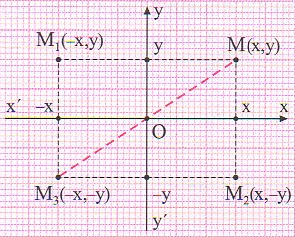 y
M₁(−x,y) y M(x,y)
x´ −x x x
O
M₃(-x, -y) −y M₂(x,-y)
y´